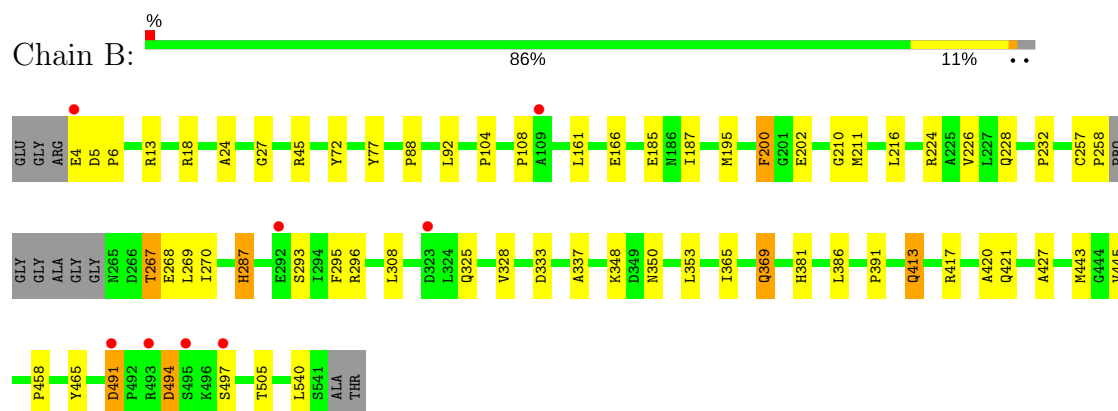 %
Chain B:
86%
11%
• •
GLU GLY ARG E4 D5 P6 R13 R18 A24 G27 R45 Y72 Y77 P88 L92 P104 P108 A109 L161 E166 E185 N186 I187 M195 F200 G201 E202 G210 M211 L216 R224 A225 V226 L227 Q228 P232 C257 P258 PRO
GLY GLY ALA GLY GLY N265 D266 T267 E268 L269 I270 H287 E292 S293 I294 F295 R296 L308 D323 L324 Q325 V328 D333 A337 K348 D349 N350 L353 I365 Q369 H381 L386 P391 Q413 R417 A420 Q421 A427 M443 G444 V445
P458 Y465 D491 P492 R493 D494 S495 K496 S497 T505 L540 S541 ALA THR